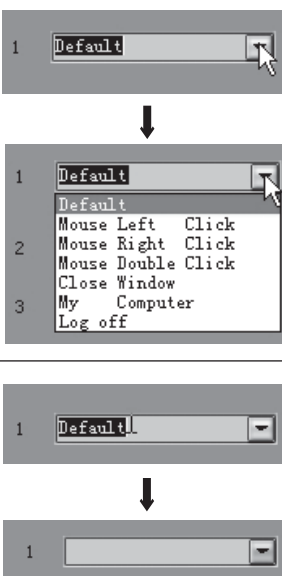 1 Default
1 Default
Default
Mouse Left Click
2 Mouse Right Click
Mouse Double Click
Close Window
3 My Computer
Log off
1 Default
1